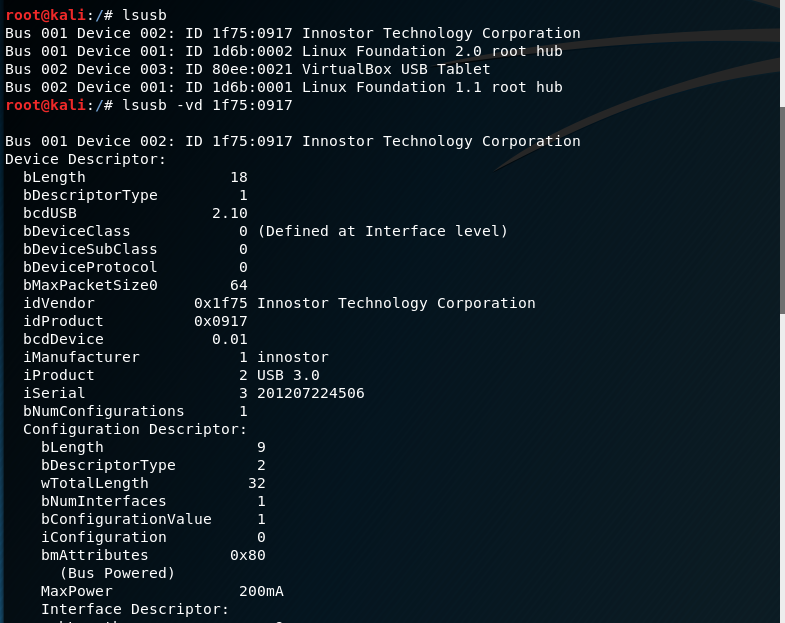 root@kali:/# lsusb
Bus 001 Device 002: ID 1f75:0917 Innostor Technology Corporation
Bus 001 Device 001: ID 1d6b:0002 Linux Foundation 2.0 root hub
Bus 002 Device 003: ID 80ee:0021 VirtualBox USB Tablet
Bus 002 Device 001: ID 1d6b:0001 Linux Foundation 1.1 root hub
root@kali:/# lsusb -vd 1f75:0917

Bus 001 Device 002: ID 1f75:0917 Innostor Technology Corporation
Device Descriptor:
  bLength                18
  bDescriptorType         1
  bcdUSB               2.10
  bDeviceClass            0 (Defined at Interface level)
  bDeviceSubClass         0
  bDeviceProtocol         0
  bMaxPacketSize0        64
  idVendor           0x1f75 Innostor Technology Corporation
  idProduct          0x0917
  bcdDevice            0.01
  iManufacturer           1 innostor
  iProduct                2 USB 3.0
  iSerial                 3 201207224506
  bNumConfigurations      1
  Configuration Descriptor:
    bLength                 9
    bDescriptorType         2
    wTotalLength           32
    bNumInterfaces          1
    bConfigurationValue     1
    iConfiguration          0
    bmAttributes         0x80
      (Bus Powered)
    MaxPower              200mA
    Interface Descriptor: